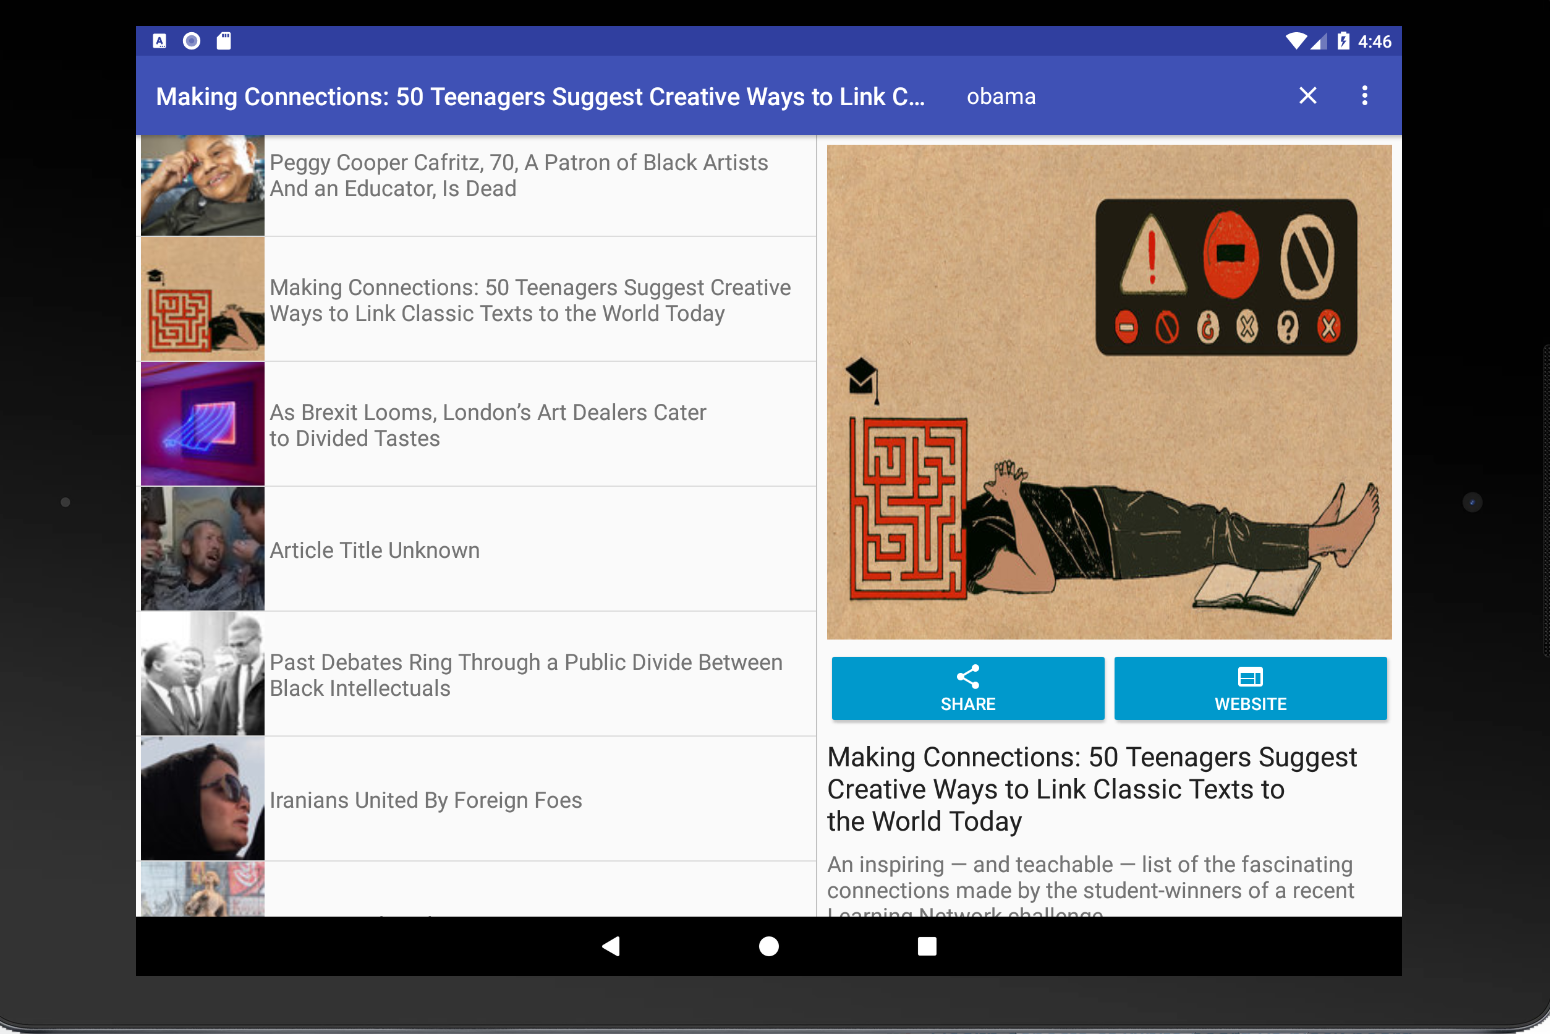 4:46
Making Connections: 50 Teenagers Suggest Creative Ways to Link C...
obama
Peggy Cooper Cafritz, 70, A Patron of Black Artists
And an Educator, Is Dead
Making Connections: 50 Teenagers Suggest Creative
Ways to Link Classic Texts to the World Today
As Brexit Looms, London’s Art Dealers Cater
to Divided Tastes
Article Title Unknown
Past Debates Ring Through a Public Divide Between
Black Intellectuals
Iranians United By Foreign Foes
SHARE
WEBSITE
Making Connections: 50 Teenagers Suggest
Creative Ways to Link Classic Texts to
the World Today
An inspiring — and teachable — list of the fascinating
connections made by the student-winners of a recent
Learning Network challenge